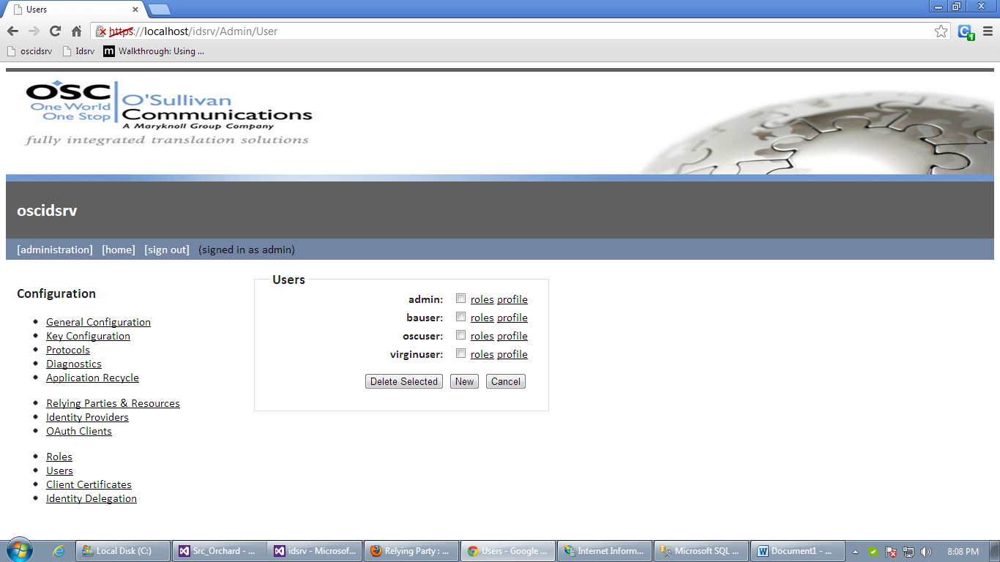 Users
https://localhost/idsrv/Admin/User
oscidsrv Idsrv m Walkthrough: Using ...
OSC
One World
One Stop
O'Sullivan
Communications
A Maryknoll Group Company
fully integrated translation solutions
oscidsrv
[administration] [home] [sign out] (signed in as admin)
Configuration
General Configuration
Key Configuration
Protocols
Diagnostics
Application Recycle
Relying Parties & Resources
Identity Providers
OAuth Clients
Roles
Users
Client Certificates
Identity Delegation
Users
admin: roles profile
bauser: roles profile
oscuser: roles profile
virginuser: roles profile
Delete Selected New Cancel
Local Disk (C:) Src_Orchard - ... idsrv - Microsof... Relying Party : ... Users - Google ... Internet Inform... Microsoft SQL ... Document1 - ... 8:08 PM